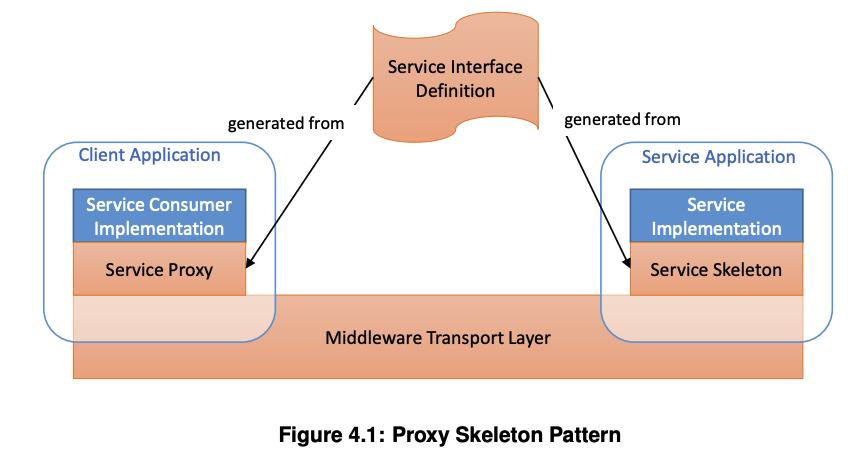 Service Interface
Definition
generated from
generated from
Client Application
Service Application
Service Consumer
Implementation
Service
Implementation
Service Proxy
Service Skeleton
Middleware Transport Layer
Figure 4.1: Proxy Skeleton Pattern